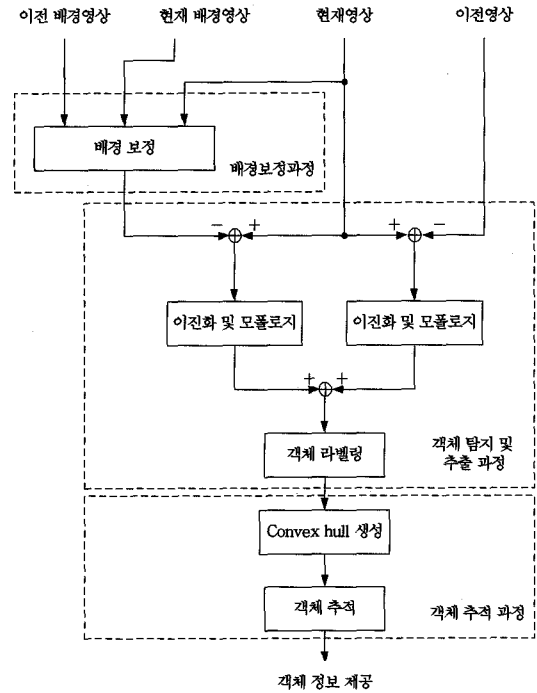 이전 배경영상 현재 배경영상 현재영상 이전영상
배경 보정
배경보정과정
− + + −
이진화 및 모폴로지 이진화 및 모폴로지
+ +
객체 라벨링
객체 탐지 및
추출 과정
Convex hull 생성
객체 추적
객체 추적 과정
객체 정보 제공